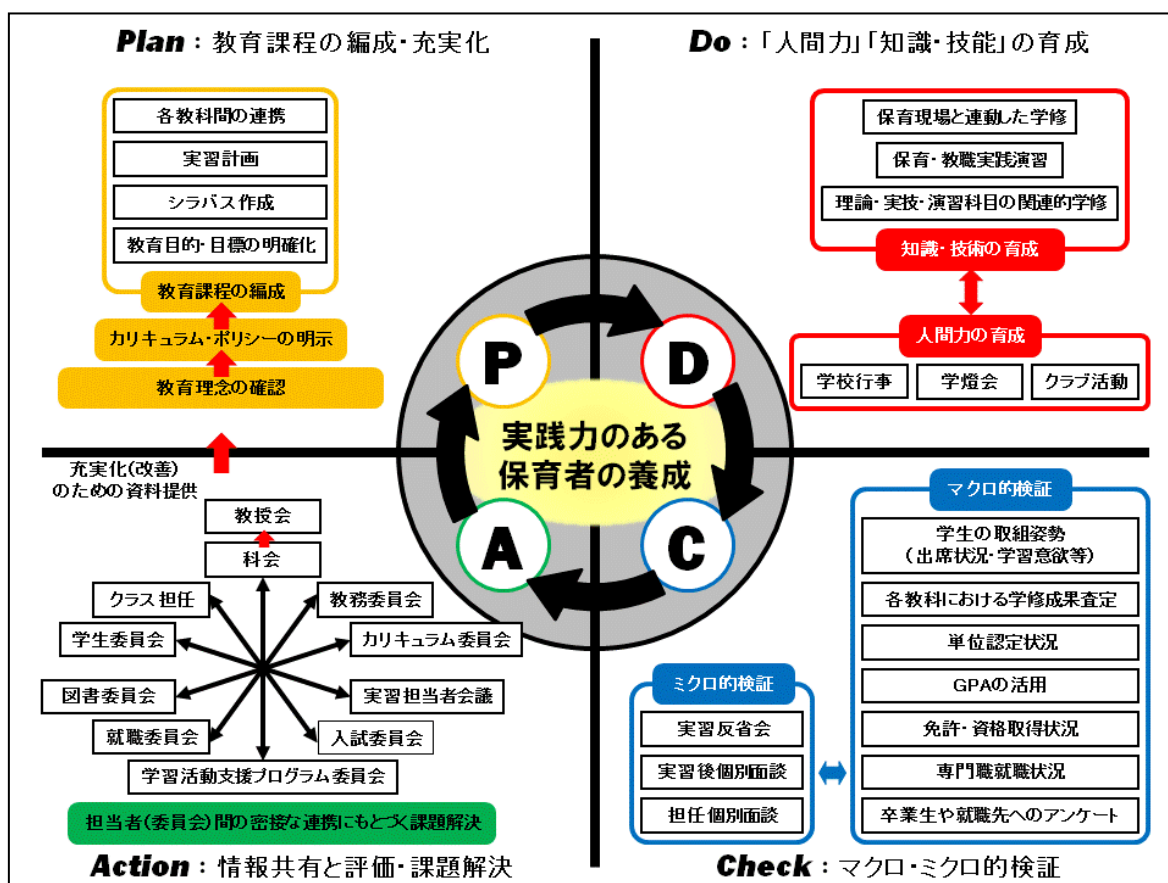 Plan：教育課程の編成・充実化
各教科間の連携
実習計画
シラバス作成
教育目的・目標の明確化
教育課程の編成
カリキュラム・ポリシーの明示
教育理念の確認
Do：「人間力」「知識・技能」の育成
保育現場と連動した学修
保育・教職実践演習
理論・実技・演習科目の関連的学修
知識・技術の育成
人間力の育成
学校行事
学燈会
クラブ活動
P
D
実践力のある
保育者の養成
A
C
充実化(改善)
のための資料提供
教授会
科会
クラス担任
教務委員会
学生委員会
カリキュラム委員会
図書委員会
実習担当者会議
就職委員会
入試委員会
学習活動支援プログラム委員会
担当者(委員会)間の密接な連携にもとづく課題解決
Action：情報共有と評価・課題解決
マクロ的検証
学生の取組姿勢
(出席状況・学習意欲等)
各教科における学修成果査定
単位認定状況
GPAの活用
免許・資格取得状況
専門職就職状況
卒業生や就職先へのアンケート
ミクロ的検証
実習反省会
実習後個別面談
担任個別面談
Check：マクロ・ミクロ的検証